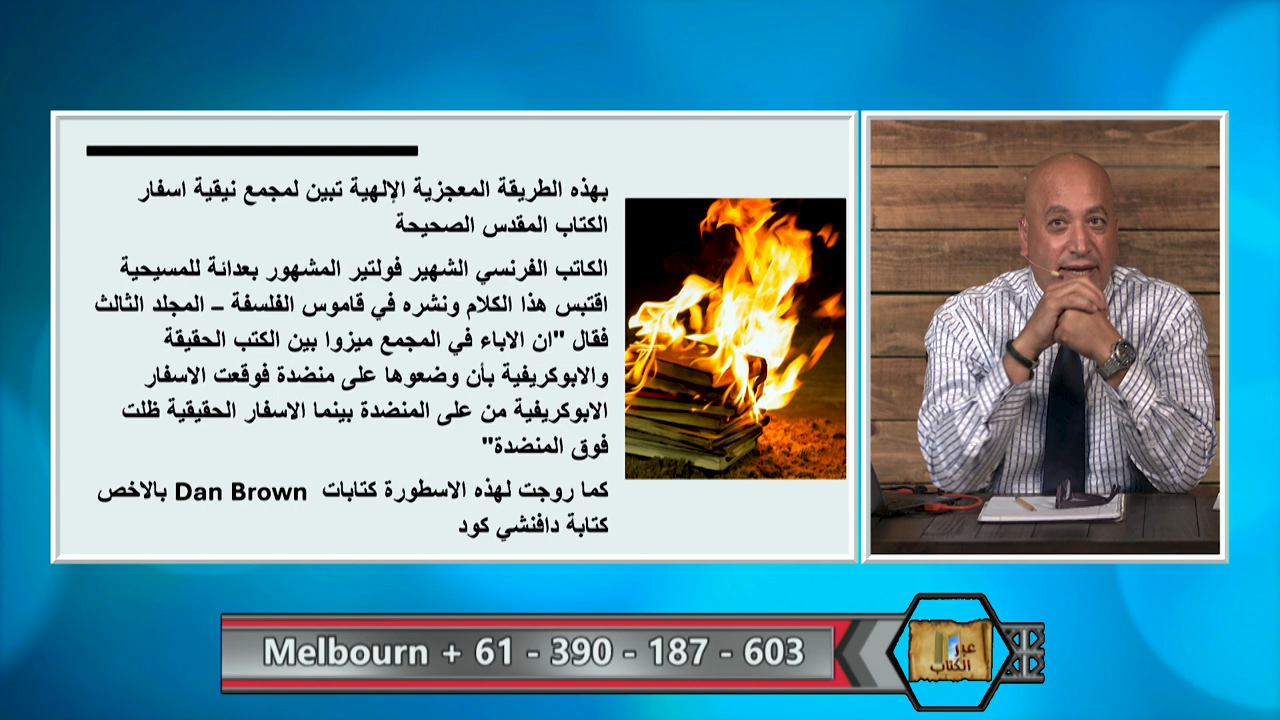 بهذه الطريقة المعجزية الإلهية تبين لمجمع نيقية اسفار
الكتاب المقدس الصحيحة
الكاتب الفرنسي الشهير فولتير المشهور بعدائة للمسيحية
اقتبس هذا الكلام ونشره في قاموس الفلسفة – المجلد الثالث
فقال "ان الاباء في المجمع ميزوا بين الكتب الحقيقة
والابوكريفية بأن وضعوها على منضدة فوقعت الاسفار
الابوكريفية من على المنضدة بينما الاسفار الحقيقية ظلت
فوق المنضدة"
كما روجت لهذه الاسطورة كتابات Dan Brown بالاخص
كتابة دافنشي كود
Melbourn + 61 - 390 - 187 - 603
عبر
الكتاب